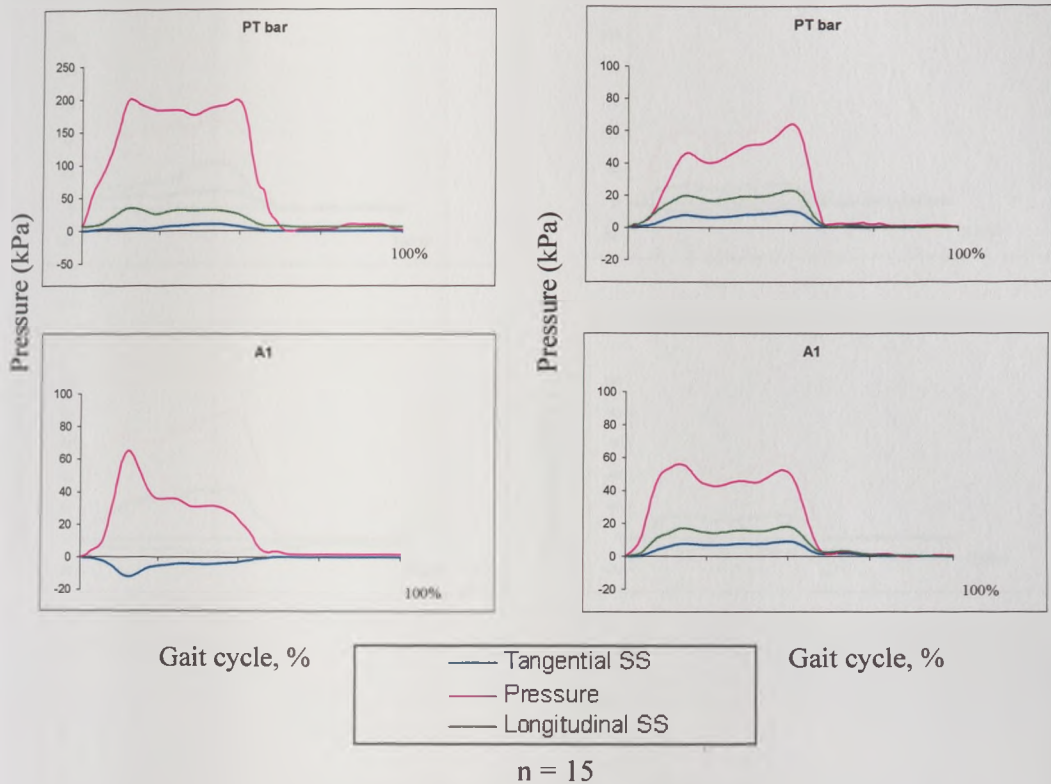 PT bar
250
200
150
100
50
0
-50
100%
PT bar
100
80
60
40
20
0
-20
100%
Pressure (kPa)
Pressure (kPa)
A1
100
80
60
40
20
0
-20
100%
A1
100
80
60
40
20
0
-20
100%
Gait cycle, %
Gait cycle, %
Tangential SS
Pressure
Longitudinal SS
n = 15